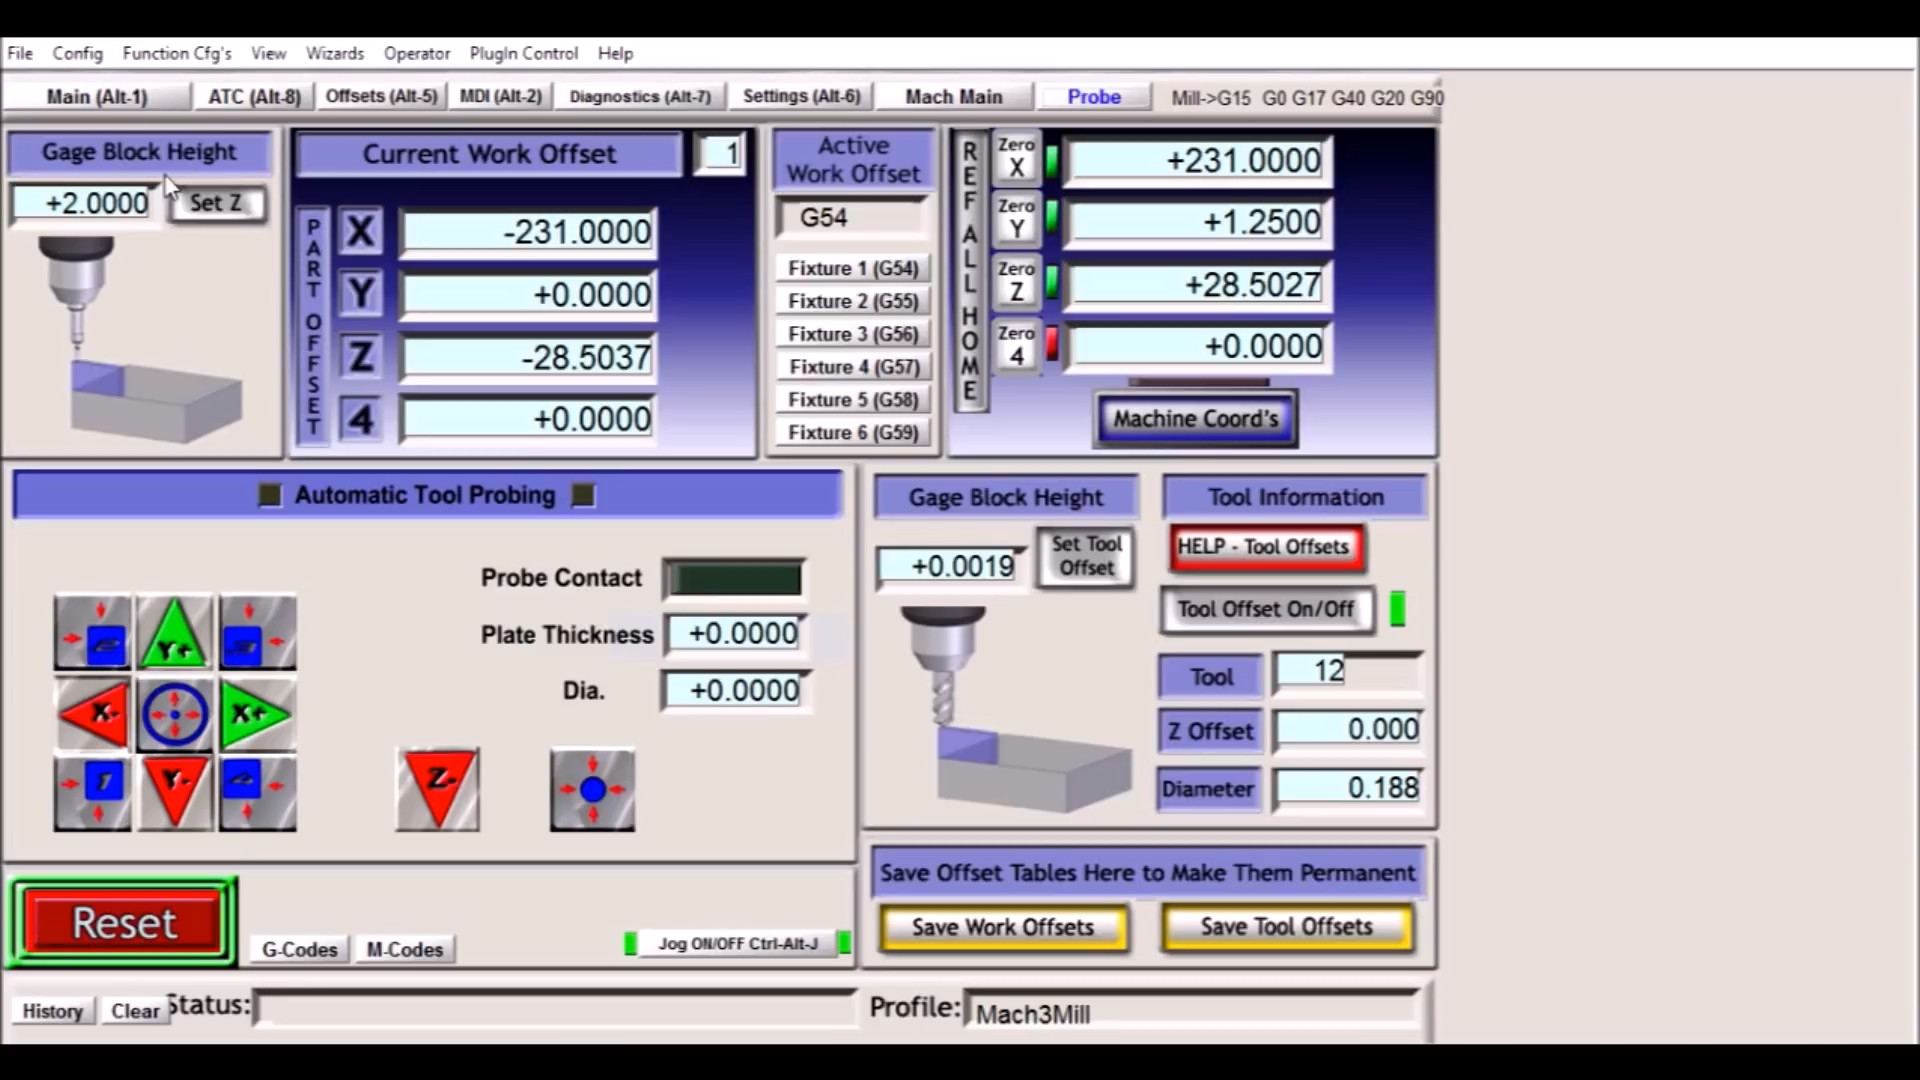 File Config Function Cfg's View Wizards Operator PlugIn Control Help
Main (Alt-1) ATC (Alt-8) Offsets (Alt-5) MDI (Alt-2) Diagnostics (Alt-7) Settings (Alt-6) Mach Main Probe Mill->G15 G0 G17 G40 G20 G90
Gage Block Height
+2.0000 Set Z
Current Work Offset 1
PART OFFSET
X -231.0000
Y +0.0000
Z -28.5037
4 +0.0000
Active
Work Offset
G54
Fixture 1 (G54)
Fixture 2 (G55)
Fixture 3 (G56)
Fixture 4 (G57)
Fixture 5 (G58)
Fixture 6 (G59)
REF ALL HOME
Zero X +231.0000
Zero Y +1.2500
Zero Z +28.5027
Zero 4 +0.0000
Machine Coord's
Automatic Tool Probing
Probe Contact
Plate Thickness +0.0000
Dia. +0.0000
2 Y+ 3
X- X+
1 Y- 4
Z-
Gage Block Height
+0.0019 Set Tool
Offset
Tool Information
HELP - Tool Offsets
Tool Offset On/Off
Tool 12
Z Offset 0.000
Diameter 0.188
Save Offset Tables Here to Make Them Permanent
Save Work Offsets Save Tool Offsets
Reset
G-Codes M-Codes
Jog ON/OFF Ctrl-Alt-J
History Clear Status:
Profile: Mach3Mill